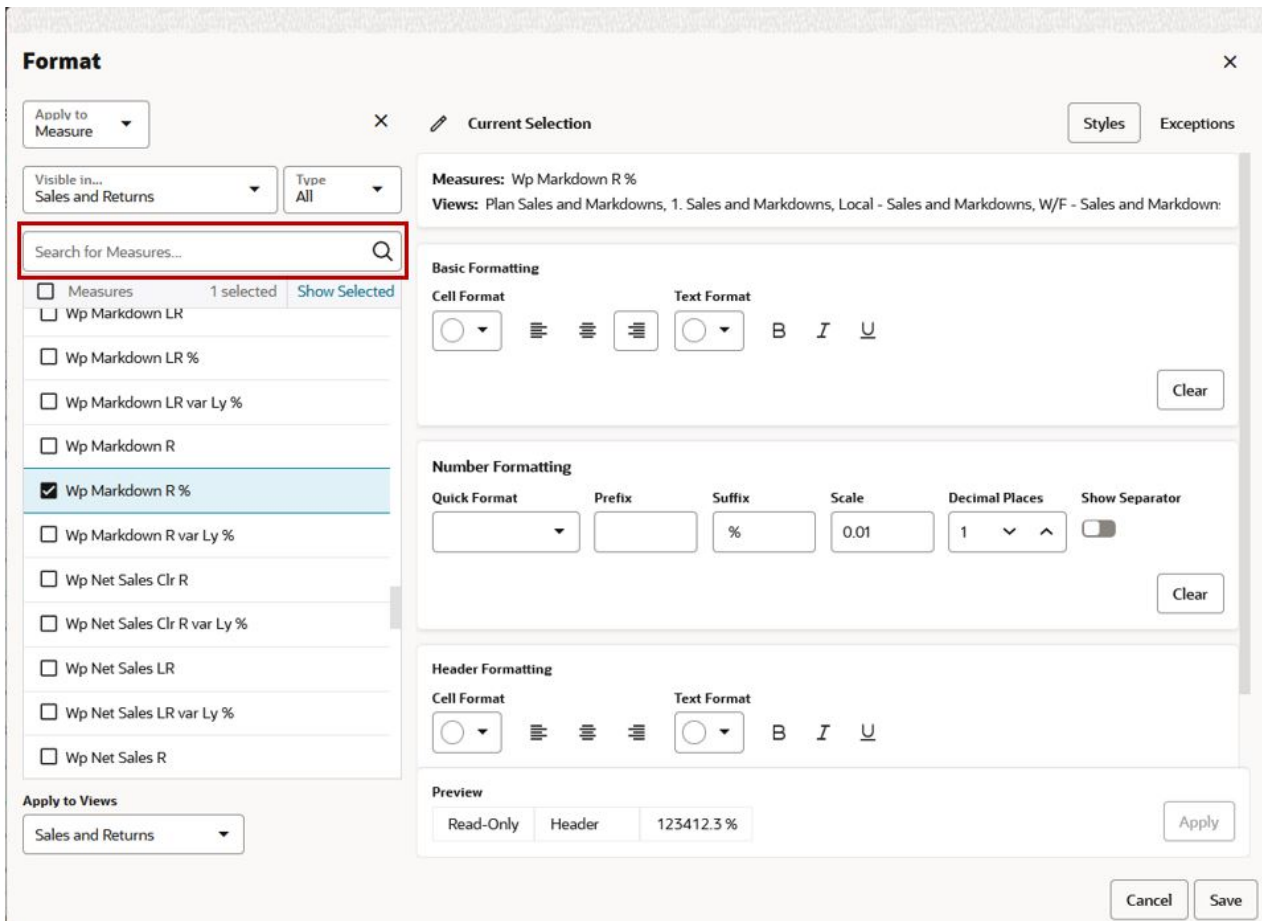 Format
Apply to
Measure
Current Selection
Styles
Exceptions
Visible in...
Sales and Returns
Type
All
Measures: Wp Markdown R %
Views: Plan Sales and Markdowns, 1. Sales and Markdowns, Local - Sales and Markdowns, W/F - Sales and Markdown
Search for Measures...
Measures 1 selected Show Selected
Wp Markdown LR
Wp Markdown LR %
Wp Markdown LR var Ly %
Wp Markdown R
Wp Markdown R %
Wp Markdown R var Ly %
Wp Net Sales Clr R
Wp Net Sales Clr R var Ly %
Wp Net Sales LR
Wp Net Sales LR var Ly %
Wp Net Sales R
Apply to Views
Sales and Returns
Basic Formatting
Cell Format Text Format
B I U
Clear
Number Formatting
Quick Format Prefix Suffix Scale Decimal Places Show Separator
% 0.01 1
Clear
Header Formatting
Cell Format Text Format
B I U
Preview
Read-Only Header 123412.3 %
Apply
Cancel Save